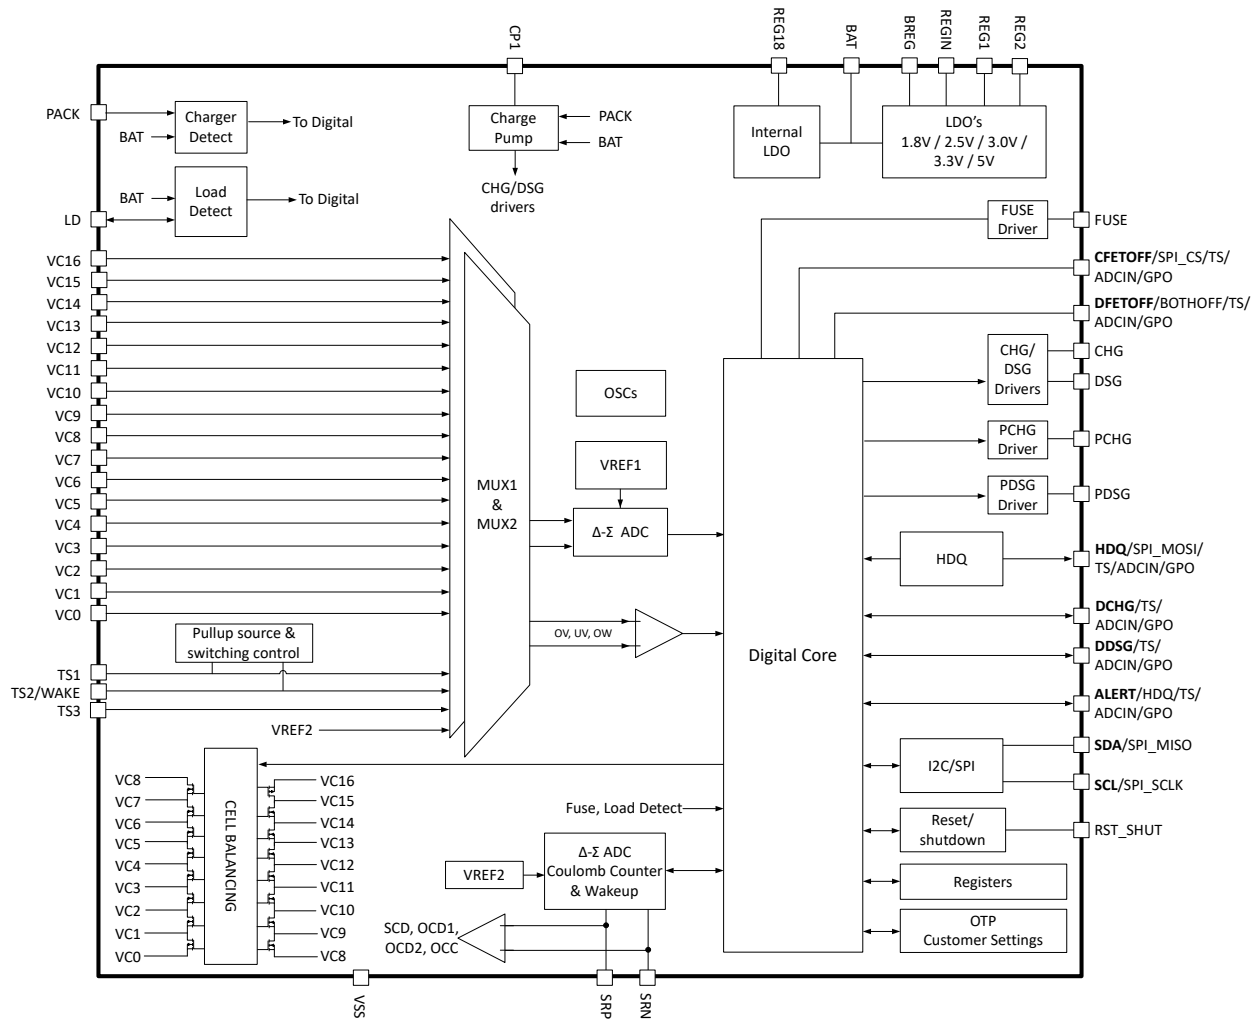 CP1
REG18
BAT
BREG
REGIN
REG1
REG2
PACK
BAT
Charger
Detect
To Digital
Charge
Pump
PACK
BAT
CHG/DSG
drivers
Internal
LDO
LDO's
1.8V / 2.5V / 3.0V /
3.3V / 5V
BAT
LD
Load
Detect
To Digital
FUSE
Driver
FUSE
VC16
VC15
VC14
VC13
VC12
VC11
VC10
VC9
VC8
VC7
VC6
VC5
VC4
VC3
VC2
VC1
VC0
Pullup source &
switching control
TS1
TS2/WAKE
TS3
VREF2
MUX1
&
MUX2
OSCs
VREF1
Δ-Σ ADC
OV, UV, OW
Digital Core
CFETOFF/SPI_CS/TS/
ADCIN/GPO
DFETOFF/BOTHOFF/TS/
ADCIN/GPO
CHG/
DSG
Drivers
CHG
DSG
PCHG
Driver
PCHG
PDSG
Driver
PDSG
HDQ
HDQ/SPI_MOSI/
TS/ADCIN/GPO
DCHG/TS/
ADCIN/GPO
DDSG/TS/
ADCIN/GPO
ALERT/HDQ/TS/
ADCIN/GPO
I2C/SPI
SDA/SPI_MISO
SCL/SPI_SCLK
Reset/
shutdown
RST_SHUT
Registers
OTP
Customer Settings
VC8
VC7
VC6
VC5
VC4
VC3
VC2
VC1
VC0
CELL BALANCING
VC16
VC15
VC14
VC13
VC12
VC11
VC10
VC9
VC8
Fuse, Load Detect
VREF2
Δ-Σ ADC
Coulomb Counter
& Wakeup
SCD, OCD1,
OCD2, OCC
VSS
SRP
SRN